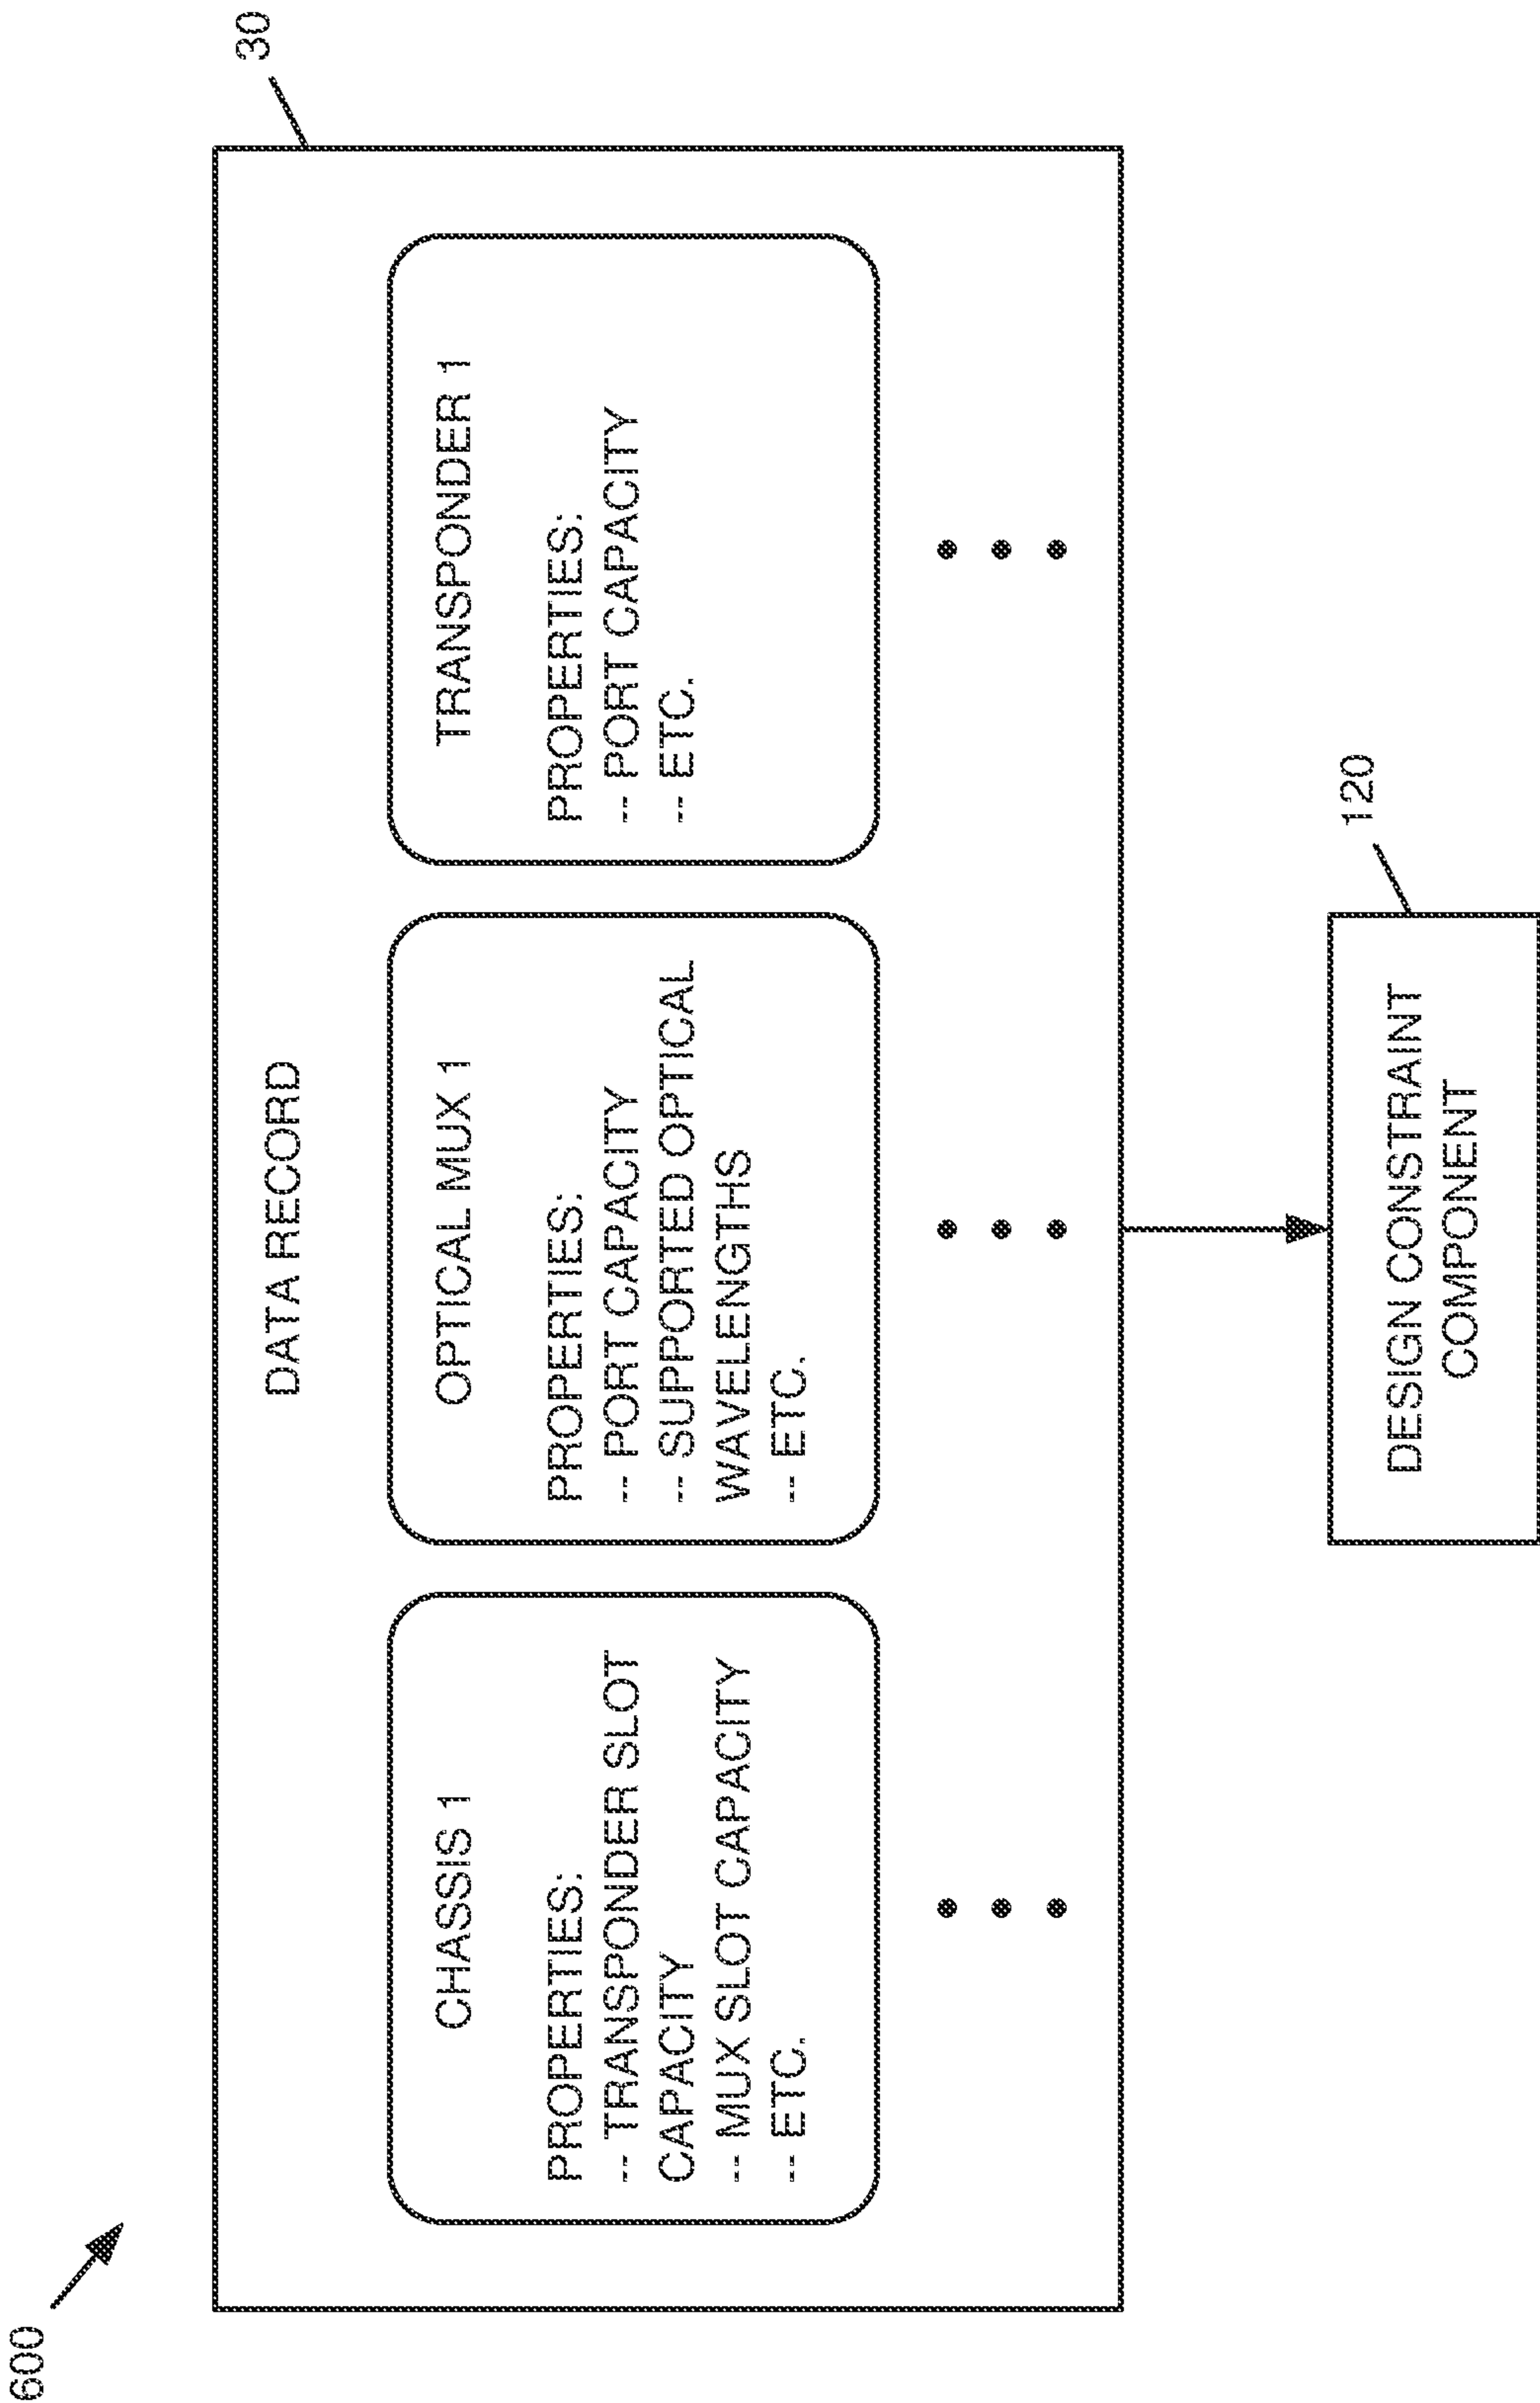 600
30
DATA RECORD
CHASSIS 1
PROPERTIES:
-- TRANSPONDER SLOT
CAPACITY
-- MUX SLOT CAPACITY
-- ETC.
OPTICAL MUX 1
PROPERTIES:
-- PORT CAPACITY
-- SUPPORTED OPTICAL
WAVELENGTHS
-- ETC.
TRANSPONDER 1
PROPERTIES:
-- PORT CAPACITY
-- ETC.
120
DESIGN CONSTRAINT
COMPONENT